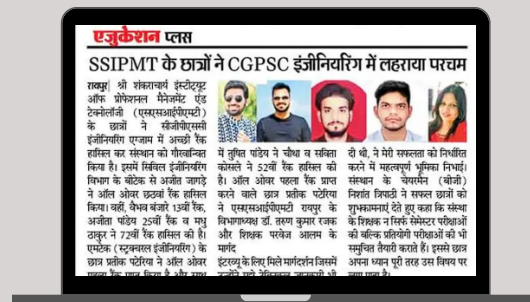 एजुकेशन प्लस
SSIPMT के छात्रों ने CGPSC इंजीनियरिंग में लहराया परचम
रायपुर| श्री शंकराचार्य इंस्टीट्यूट
ऑफ प्रोफेशनल मैनेजमेंट एंड
टेक्नोलॉजी (एसएसआईपीएमटी)
के छात्रों ने सीजीपीएससी
इंजीनियरिंग एग्जाम में अच्छी रैंक
हासिल कर संस्थान को गौरवान्वित
किया है। इसमें सिविल इंजीनियरिंग
विभाग के बीटेक से अजीत जागड़े
ने ऑल ओवर छठवां रैंक हासिल
किया। वहीं, वैभव बंजारे 13वीं रैंक,
अजीता पांडेय 25वीं रैंक व मधु
ठाकुर ने 72वीं रैंक हासिल की है।
एमटेक (स्ट्रक्चरल इंजीनियरिंग) के
छात्र प्रतीक पटेरिया ने ऑल ओवर
पहला रैंक प्राप्त किया है और साथ
में तुषित पांडेय ने चौथा व सविता
कोसले ने 52वीं रैंक हासिल की
है। ऑल ओवर पहला रैंक प्राप्त
करने वाले छात्र प्रतीक पटेरिया
ने एसएसआईपीएमटी रायपुर के
विभागाध्यक्ष डॉ. तरुण कुमार रजक
और शिक्षक परवेज आलम के
मार्गद
इंटरव्यू के लिए मिले मार्गदर्शन जिसमें
दी थी, ने मेरी सफलता को निर्धारित
करने में महत्वपूर्ण भूमिका निभाई।
संस्थान के चेयरमैन (बीओजी)
निशांत त्रिपाठी ने सफल छात्रों को
शुभकामनाएं देते हुए कहा कि संस्था
के शिक्षक न सिर्फ सेमेस्टर परीक्षाओं
की बल्कि प्रतियोगी परीक्षाओं की भी
समुचित तैयारी कराते हैं। इससे छात्र
अपना ध्यान पूरी तरह उस विषय पर